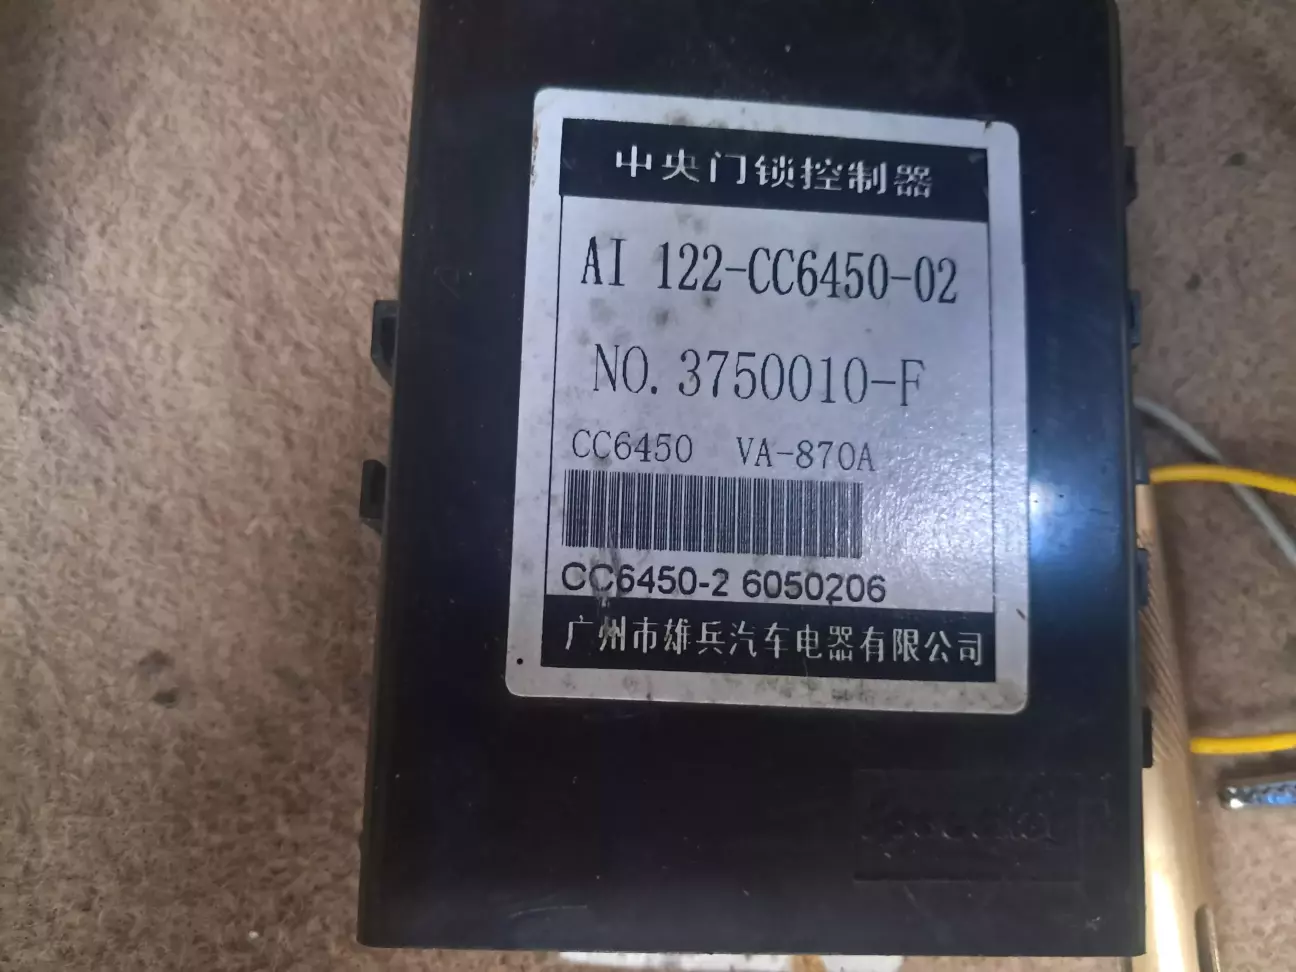 中央门锁控制器
AI 122-CC6450-02
NO. 3750010-F
CC6450 VA-870A
CC6450-2 6050206
广州市雄兵汽车电器有限公司